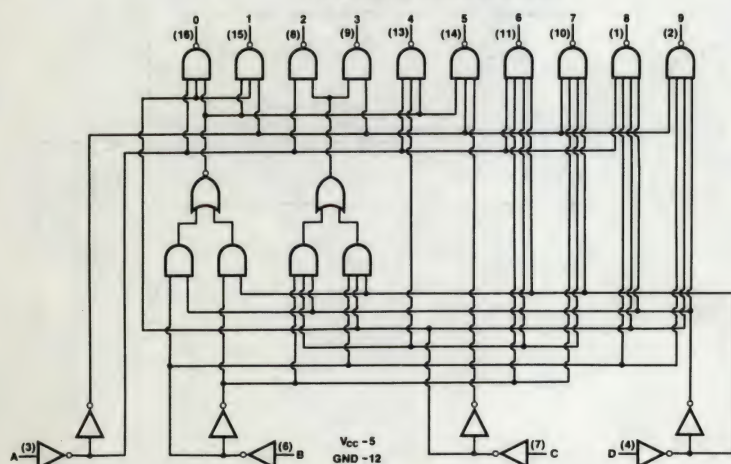 0 1 2 3 4 5 6 7 8 9
(16) (15) (8) (9) (13) (14) (11) (10) (1) (2)
A (3) (6) B (7) C D (4)
VCC -5
GND -12